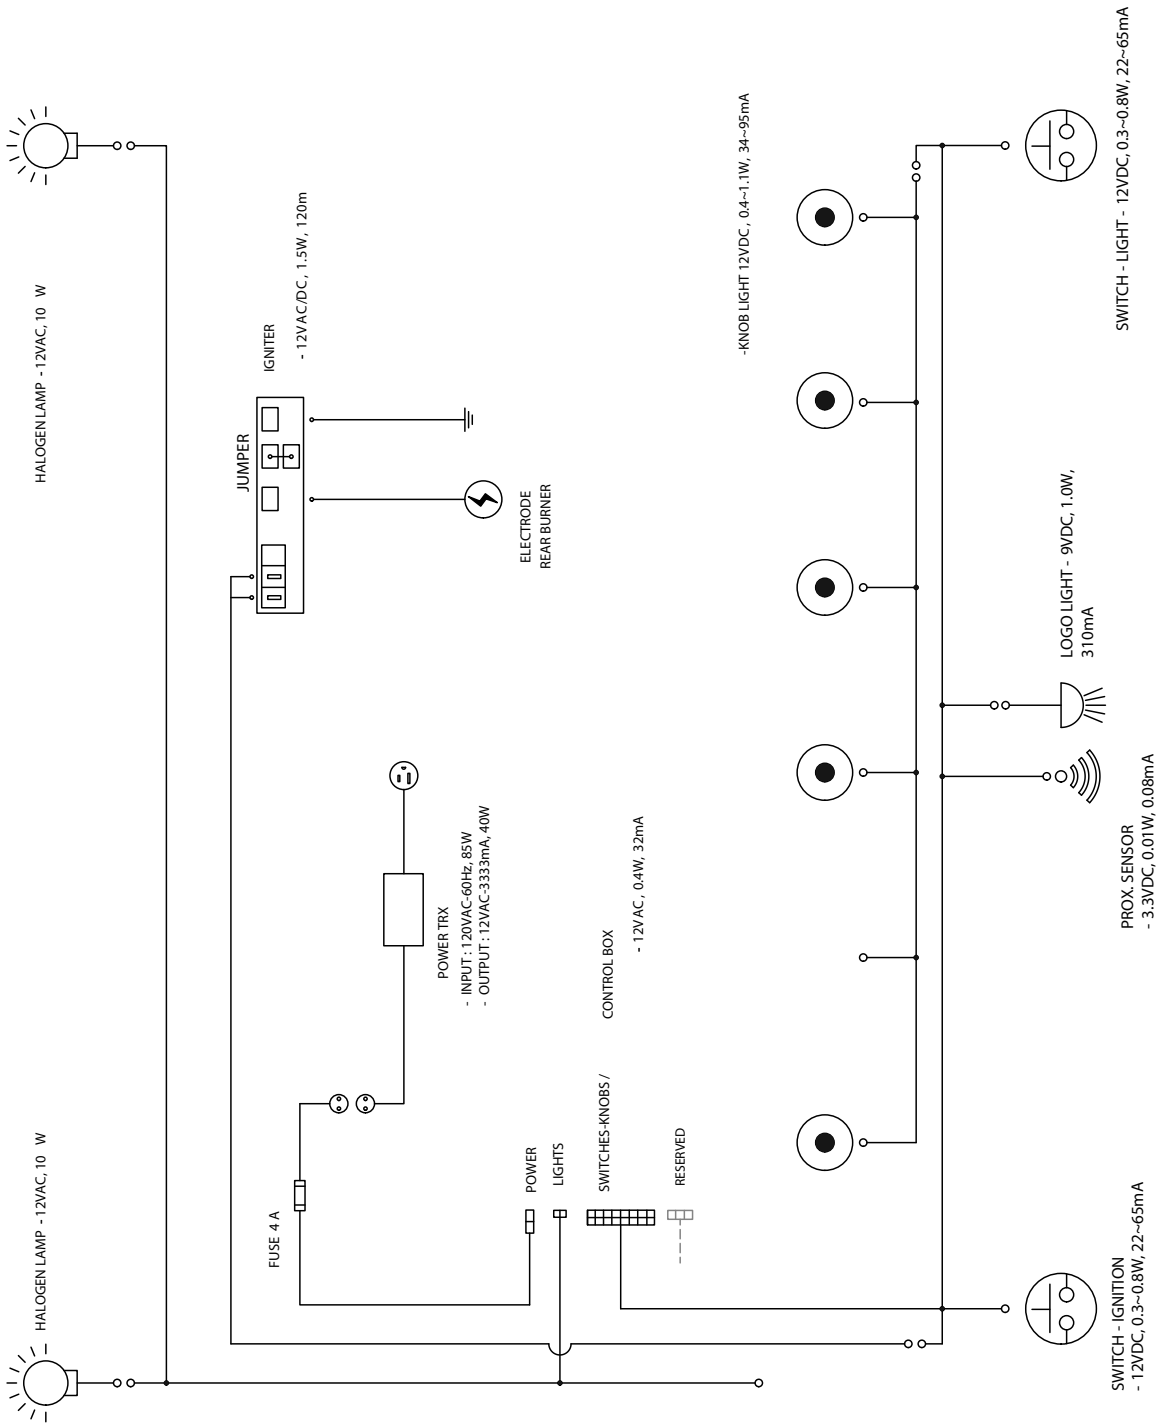 HALOGEN LAMP - 12VAC, 10 W
HALOGEN LAMP - 12VAC, 10 W
FUSE 4 A
JUMPER
IGNITER
- 12VAC/DC, 1.5W, 120m
POWER TRX
- INPUT : 120VAC-60Hz, 85W
- OUTPUT : 12VAC-3333mA, 40W
ELECTRODE
REAR BURNER
POWER
LIGHTS
SWITCHES-KNOBS /
RESERVED
CONTROL BOX
- 12VAC, 0.4W, 32mA
-KNOB LIGHT 12VDC, 0.4~1.1W, 34~95mA
SWITCH - IGNITION
- 12VDC, 0.3~0.8W, 22~65mA
PROX. SENSOR
- 3.3VDC, 0.01W, 0.08mA
LOGO LIGHT - 9VDC, 1.0W,
310mA
SWITCH - LIGHT - 12VDC, 0.3~0.8W, 22~65mA